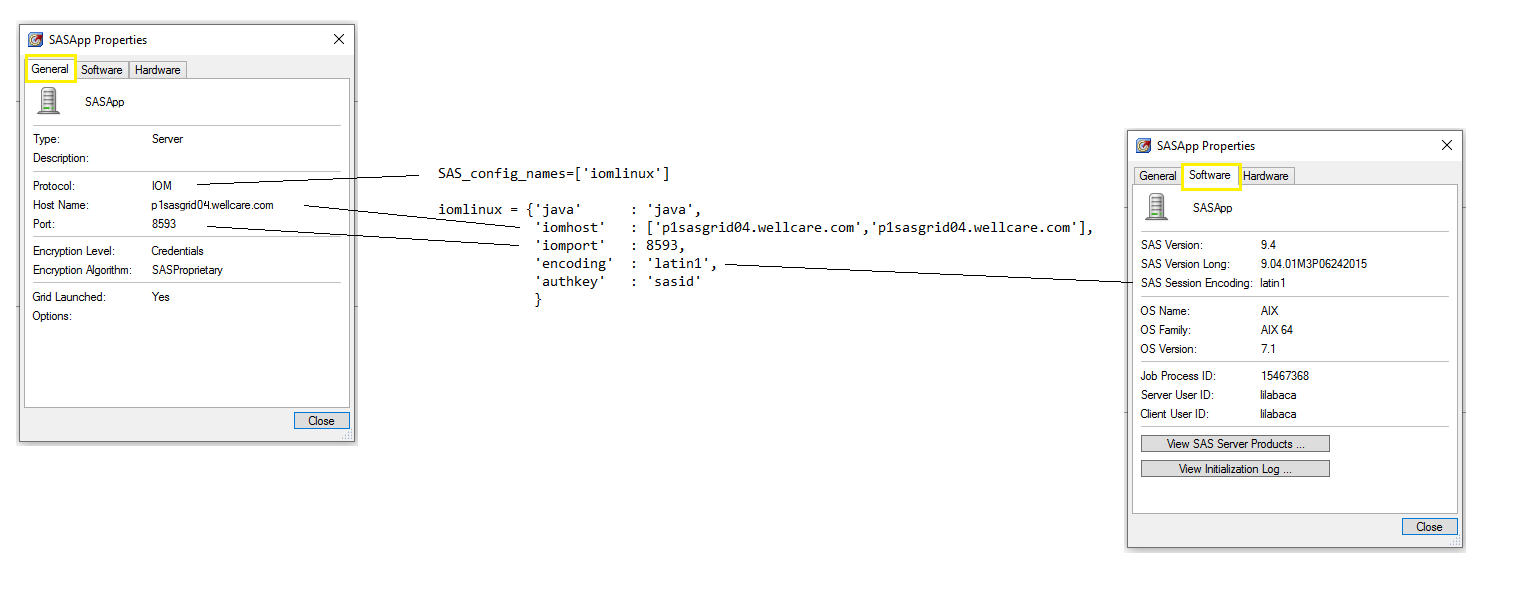 SASApp Properties
General Software Hardware
SASApp
Type: Server
Description:
Protocol: IOM
Host Name: p1sasgrid04.wellcare.com
Port: 8593
Encryption Level: Credentials
Encryption Algorithm: SASProprietary
Grid Launched: Yes
Options:
Close
SAS_config_names=['iomlinux']
iomlinux = {'java' : 'java',
'iomhost' : ['p1sasgrid04.wellcare.com','p1sasgrid04.wellcare.com'],
'iomport' : 8593,
'encoding' : 'latin1',
'authkey' : 'sasid'
}
SASApp Properties
General Software Hardware
SASApp
SAS Version: 9.4
SAS Version Long: 9.04.01M3P06242015
SAS Session Encoding: latin1
OS Name: AIX
OS Family: AIX 64
OS Version: 7.1
Job Process ID: 15467368
Server User ID: lilabaca
Client User ID: lilabaca
View SAS Server Products ...
View Initialization Log ...
Close